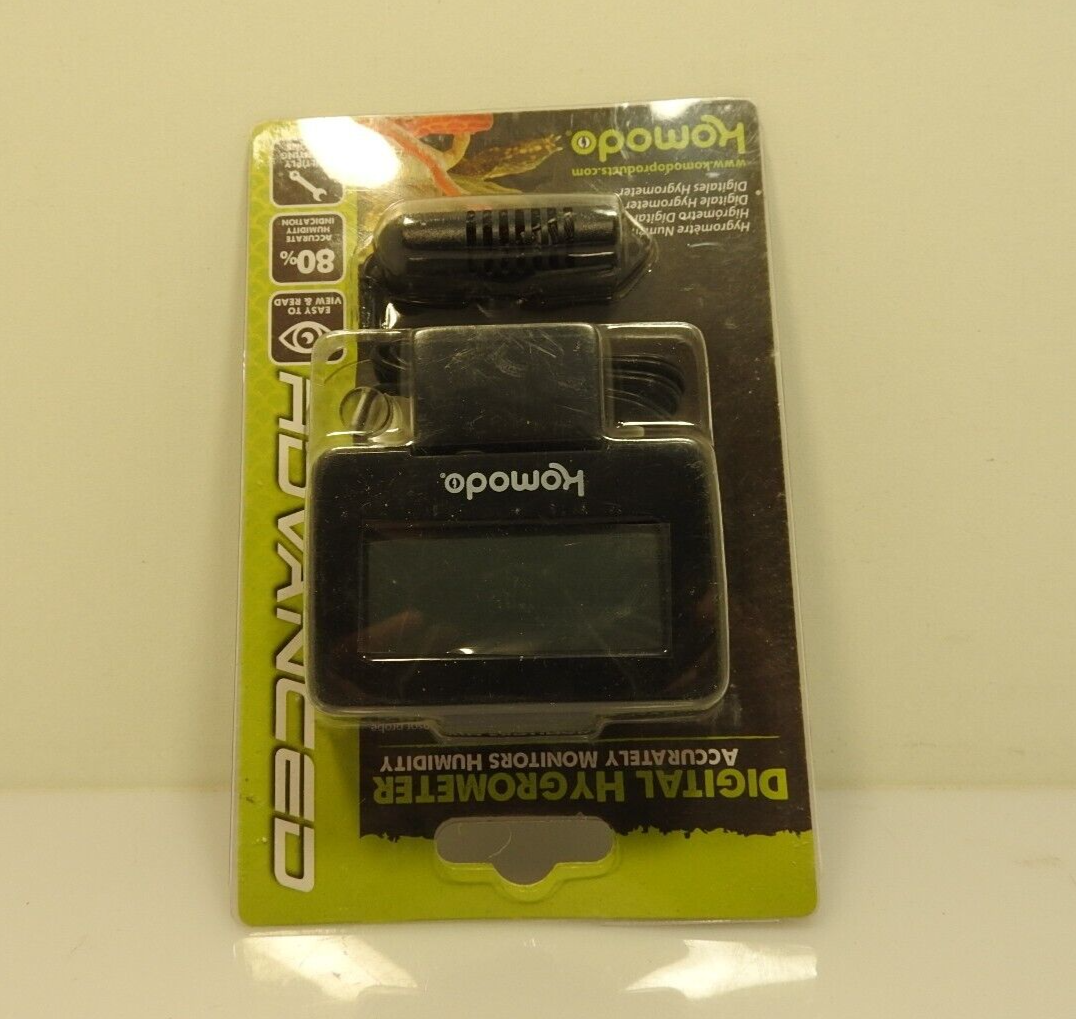 DIGITAL HYGROMETER
ACCURATELY MONITORS HUMIDITY
probe
Komodo
ADVANCED
EASY TO
VIEW & READ
80%
ACCURATE
HUMIDITY
INDICATION
Hygromètre
Higrómetro Digital
Digitale Hygrometer
Digitales Hygrometer
www.komodoproducts.com
Komodo